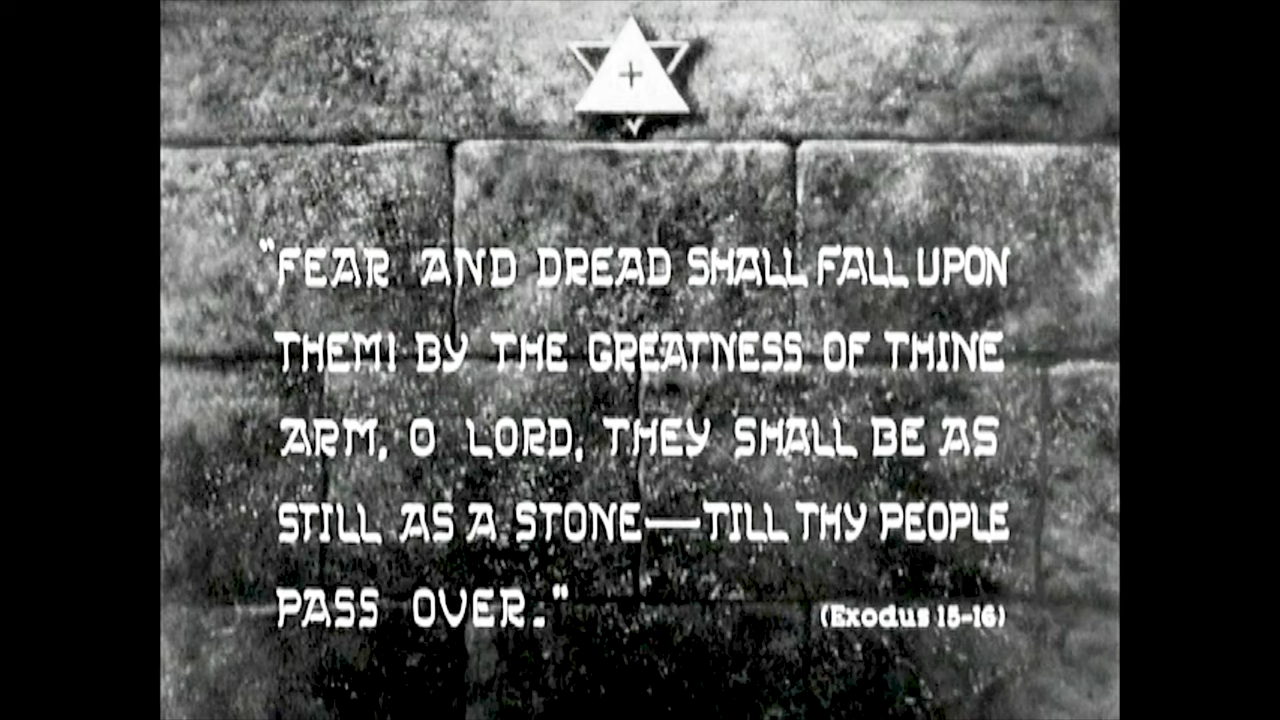 "FEAR AND DREAD SHALL FALL UPON
THEM! BY THE GREATNESS OF THINE
ARM, O LORD, THEY SHALL BE AS
STILL AS A STONE—TILL THY PEOPLE
PASS OVER."
(Exodus 15-16)